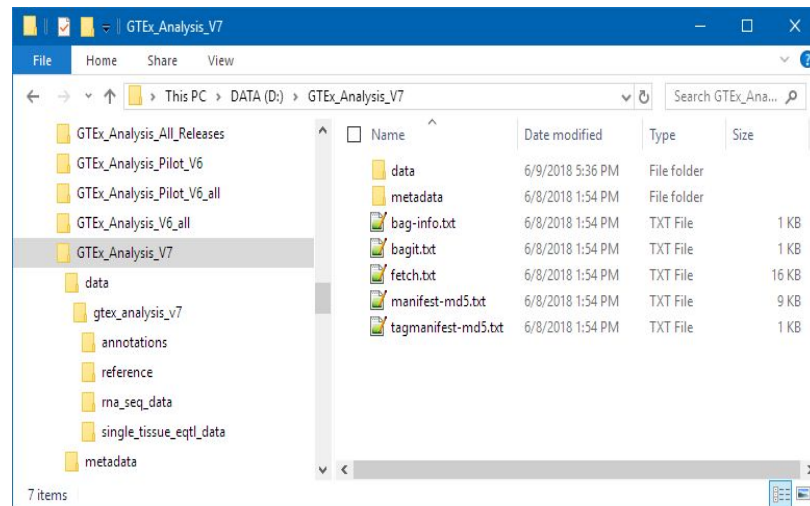 GTEx_Analysis_V7
File Home Share View
This PC > DATA (D:) > GTEx_Analysis_V7
Search GTEx_Ana...
GTEx_Analysis_All_Releases
GTEx_Analysis_Pilot_V6
GTEx_Analysis_Pilot_V6_all
GTEx_Analysis_V6_all
GTEx_Analysis_V7
data
gtex_analysis_v7
annotations
reference
rna_seq_data
single_tissue_eqtl_data
metadata
Name Date modified Type Size
data 6/9/2018 5:36 PM File folder
metadata 6/8/2018 1:54 PM File folder
bag-info.txt 6/8/2018 1:54 PM TXT File 1 KB
bagit.txt 6/8/2018 1:54 PM TXT File 1 KB
fetch.txt 6/8/2018 1:54 PM TXT File 16 KB
manifest-md5.txt 6/8/2018 1:54 PM TXT File 9 KB
tagmanifest-md5.txt 6/8/2018 1:54 PM TXT File 1 KB
7 items